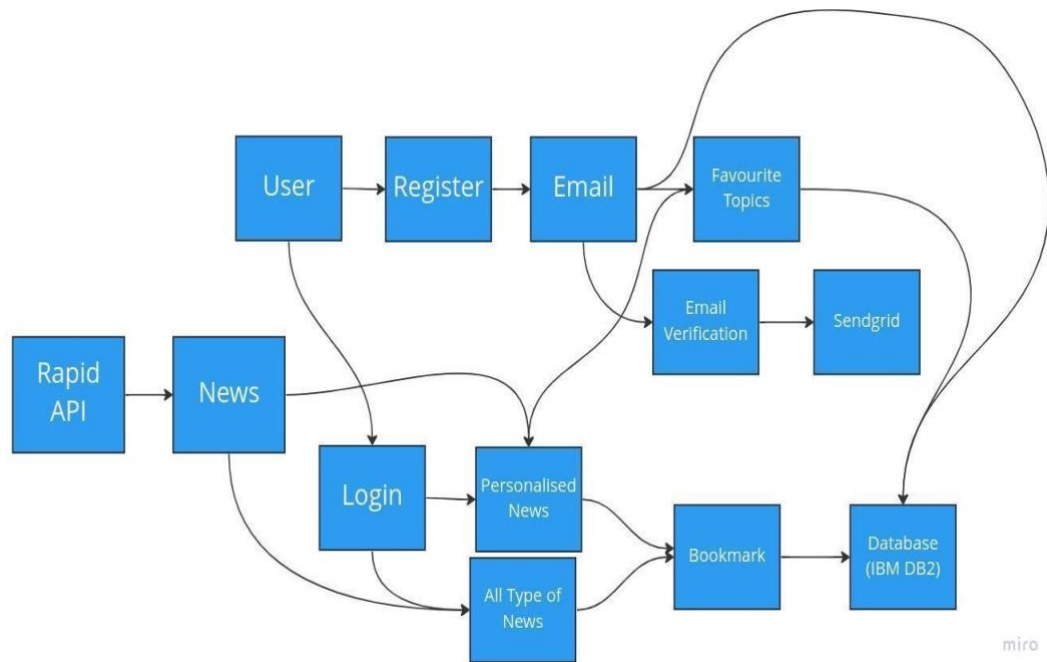 User
Register
Email
Favourite
Topics
Email
Verification
Sendgrid
Rapid
API
News
Login
Personalised
News
Bookmark
Database
(IBM DB2)
All Type of
News
miro